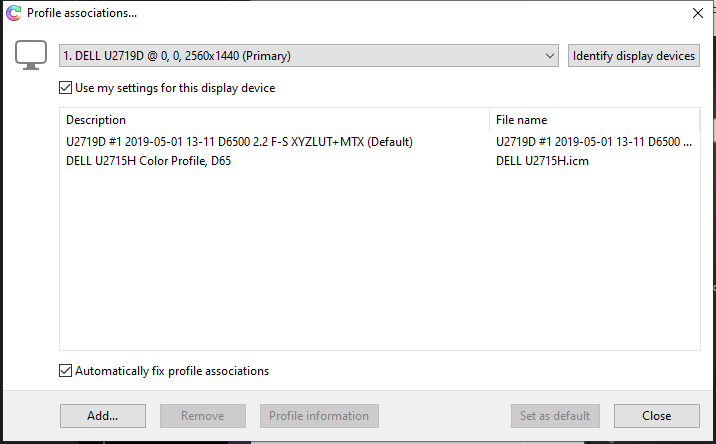 Profile associations...
1. DELL U2719D @ 0, 0, 2560x1440 (Primary)
Identify display devices
Use my settings for this display device
Description File name
U2719D #1 2019-05-01 13-11 D6500 2.2 F-S XYZLUT+MTX (Default) U2719D #1 2019-05-01 13-11 D6500 ...
DELL U2715H Color Profile, D65 DELL U2715H.icm
Automatically fix profile associations
Add... Remove Profile information Set as default Close